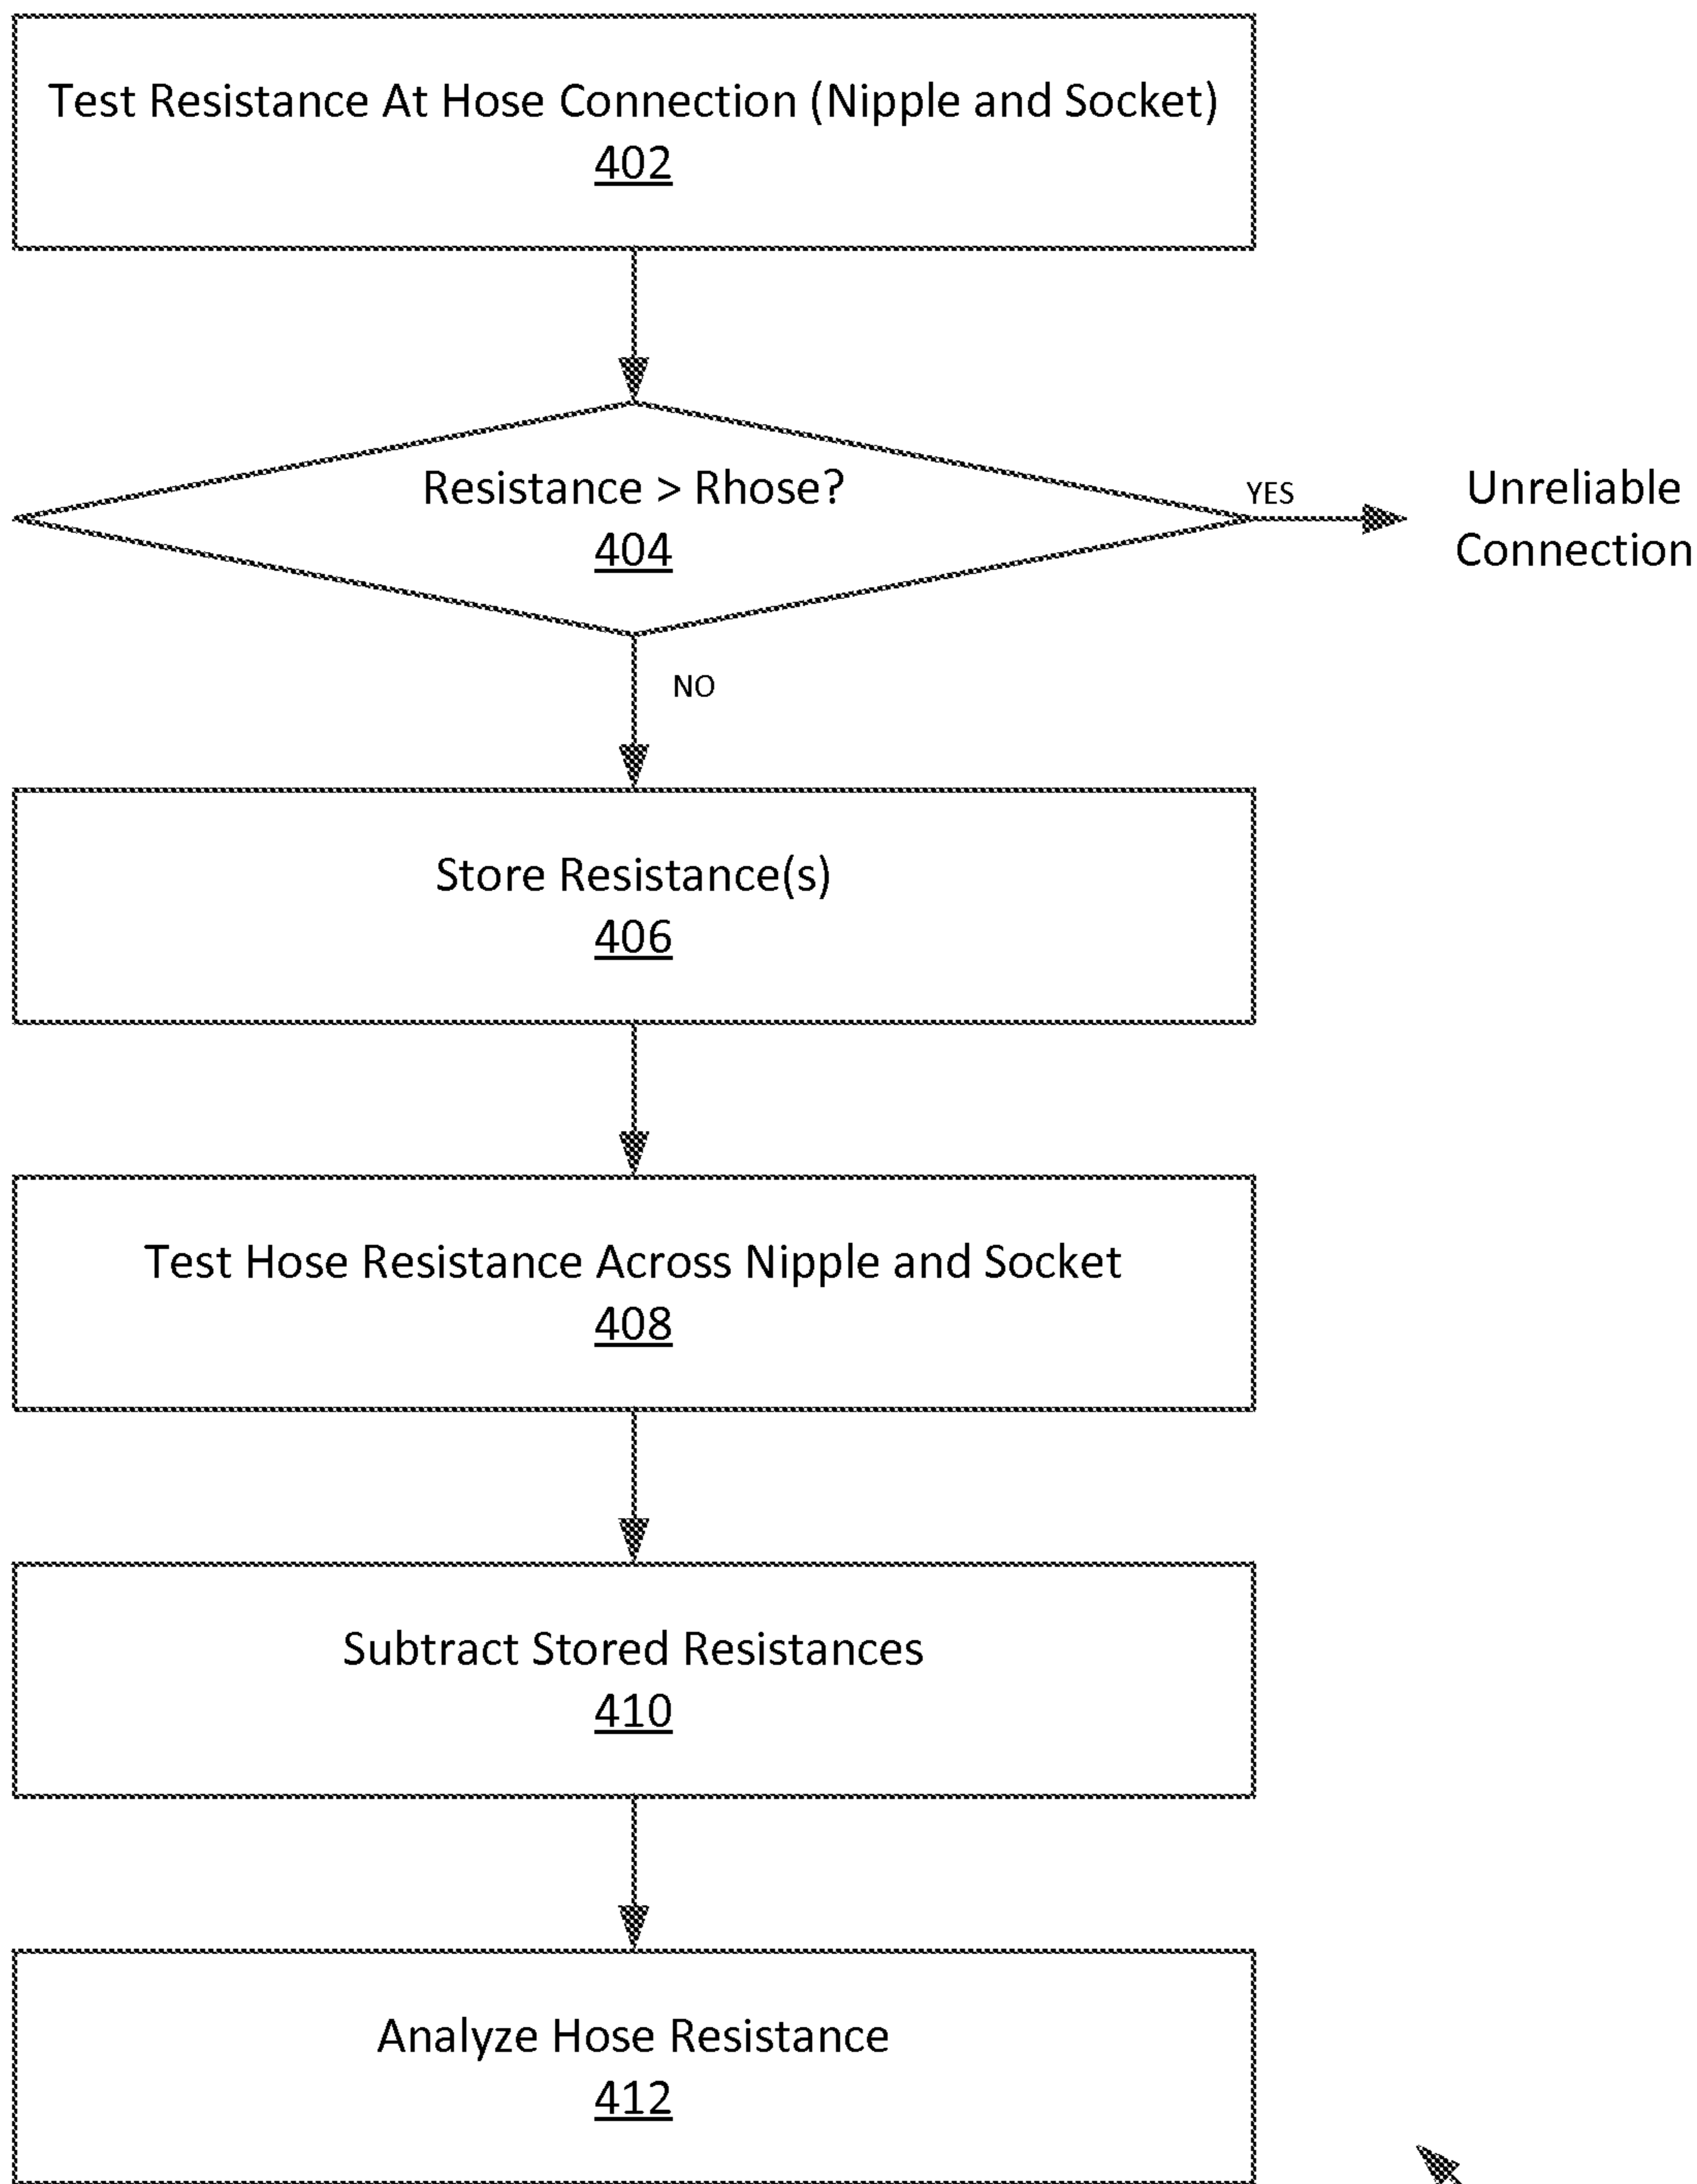 Test Resistance At Hose Connection (Nipple and Socket)
402
Resistance > Rhose?
404
YES
Unreliable
Connection
NO
Store Resistance(s)
406
Test Hose Resistance Across Nipple and Socket
408
Subtract Stored Resistances
410
Analyze Hose Resistance
412